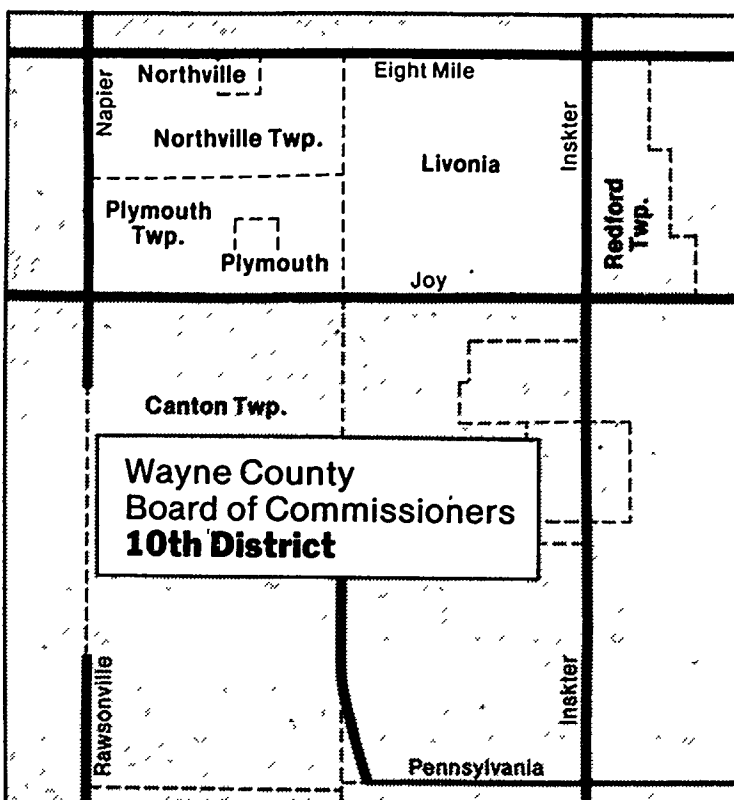 Northville
Eight Mile
Napier
Inskter
Northville Twp.
Livonia
Plymouth
Twp.
Redford
Twp.
Plymouth
Joy
Canton Twp.
Wayne County
Board of Commissioners
10th District
Rawsonville
Inskter
Pennsylvania